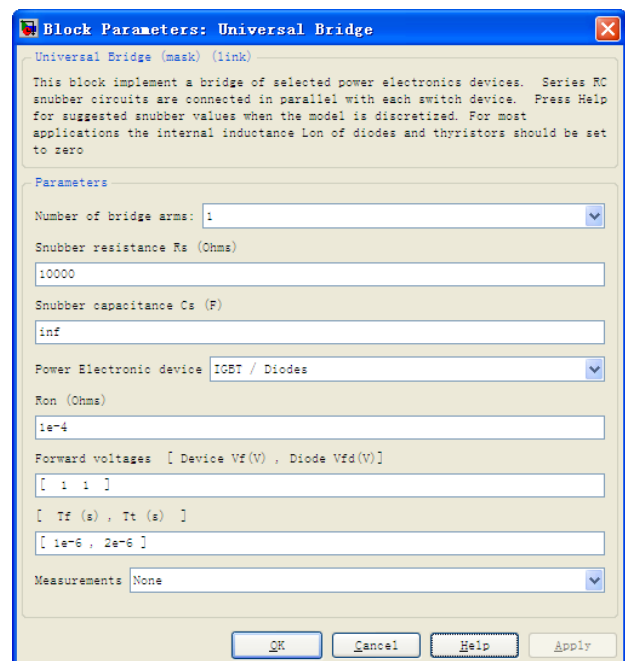 Block Parameters: Universal Bridge
Universal Bridge (mask) (link)
This block implement a bridge of selected power electronics devices. Series RC
snubber circuits are connected in parallel with each switch device. Press Help
for suggested snubber values when the model is discretized. For most
applications the internal inductance Lon of diodes and thyristors should be set
to zero
Parameters
Number of bridge arms: 1
Snubber resistance Rs (Ohms)
10000
Snubber capacitance Cs (F)
inf
Power Electronic device IGBT / Diodes
Ron (Ohms)
1e-4
Forward voltages [ Device Vf(V) , Diode Vfd(V)]
[ 1 1 ]
[ Tf (s) , Tt (s) ]
[ 1e-6 , 2e-6 ]
Measurements None
OK Cancel Help Apply